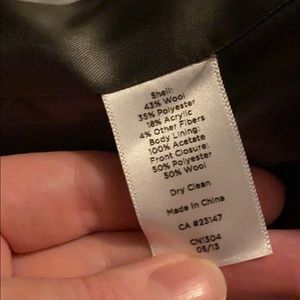 Shell:
43% Wool
35% Polyester
18% Acrylic
4% Other Fibers
Body Lining:
100% Acetate
Front Closure:
50% Polyester
50% Wool
Dry Clean
Made In China
CA #23147
CN1304
05/13